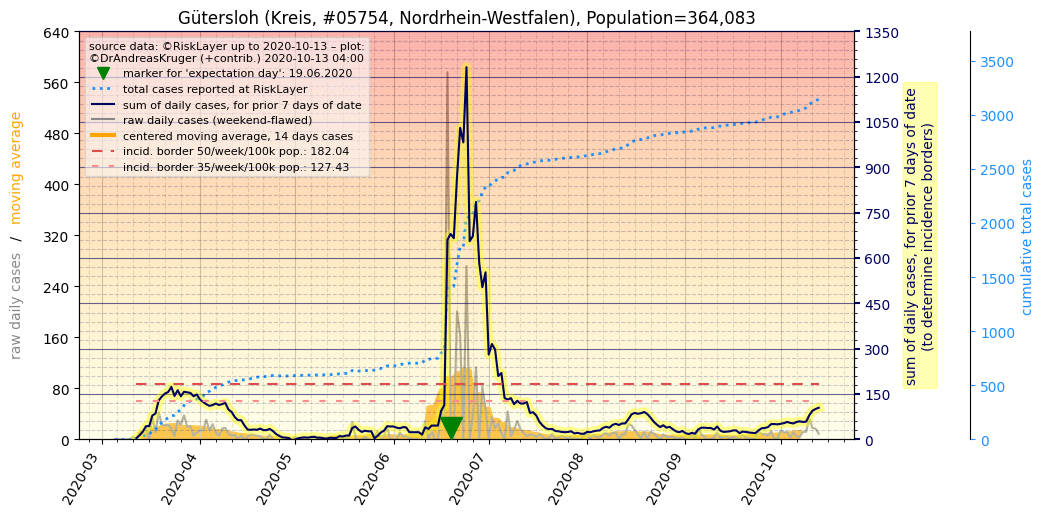 Gütersloh (Kreis, #05754, Nordrhein-Westfalen), Population=364,083
source data: ©RiskLayer up to 2020-10-13 – plot:
©DrAndreasKruger (+contrib.) 2020-10-13 04:00
marker for 'expectation day': 19.06.2020
total cases reported at RiskLayer
sum of daily cases, for prior 7 days of date
raw daily cases (weekend-flawed)
centered moving average, 14 days cases
incid. border 50/week/100k pop.: 182.04
incid. border 35/week/100k pop.: 127.43
raw daily cases / moving average
640
560
480
400
320
240
160
80
0
1350
1200
1050
900
750
600
450
300
150
0
sum of daily cases, for prior 7 days of date
(to determine incidence borders)
3500
3000
2500
2000
1500
1000
500
0
cumulative total cases
2020-03
2020-04
2020-05
2020-06
2020-07
2020-08
2020-09
2020-10